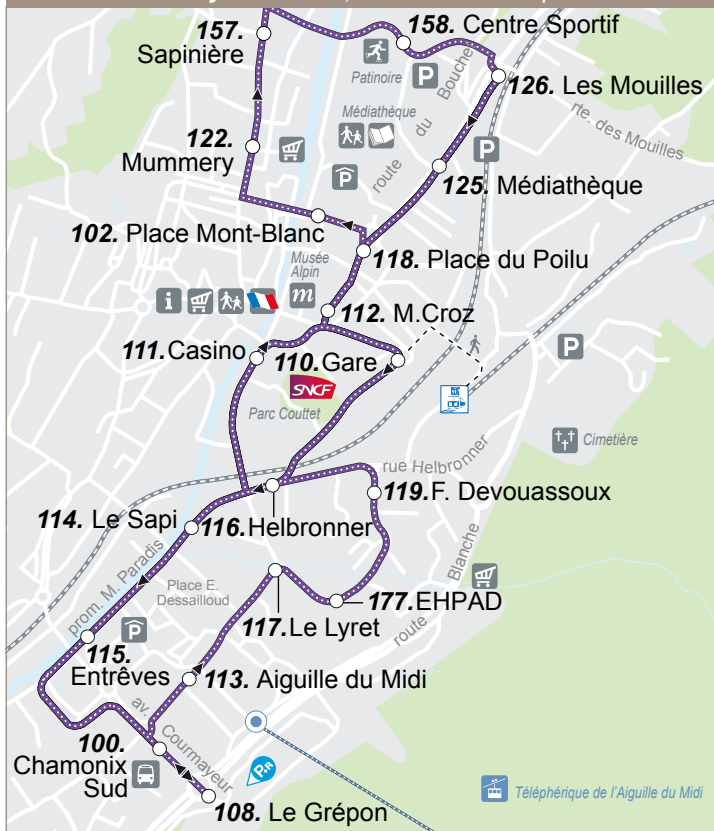 157.
Sapinière
158. Centre Sportif
Patinoire
P
126. Les Mouilles
rte. des Mouilles
Médiathèque
route du Bouchet
122.
Mummery
P
P
125. Médiathèque
102. Place Mont-Blanc
118. Place du Poilu
Musée
Alpin
m
i
112. M.Croz
111. Casino
110. Gare
SNCF
P
Parc Couttet
Cimetière
rue Helbronner
119. F. Devouassoux
114. Le Sapi
116. Helbronner
prom. M. Paradis
Place E.
Dessailloud
route Blanche
177. EHPAD
117. Le Lyret
P
115.
Entrêves
113. Aiguille du Midi
av. Courmayeur
100.
Chamonix
Sud
P+R
108. Le Grépon
Téléphérique de l'Aiguille du Midi